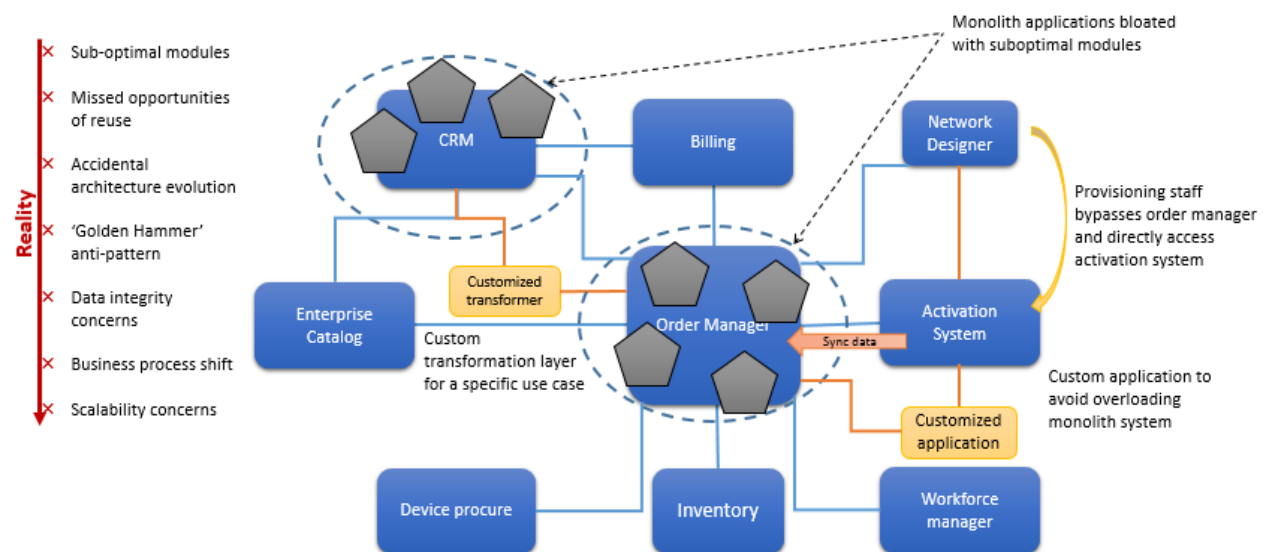 Reality
Sub-optimal modules
Missed opportunities
of reuse
Accidental
architecture evolution
‘Golden Hammer’
anti-pattern
Data integrity
concerns
Business process shift
Scalability concerns
Monolith applications bloated
with suboptimal modules
CRM
Billing
Network
Designer
Provisioning staff
bypasses order manager
and directly access
activation system
Customized
transformer
Enterprise
Catalog
Order Manager
Activation
System
Sync data
Custom
transformation layer
for a specific use case
Custom application to
avoid overloading
monolith system
Customized
application
Device procure
Inventory
Workforce
manager